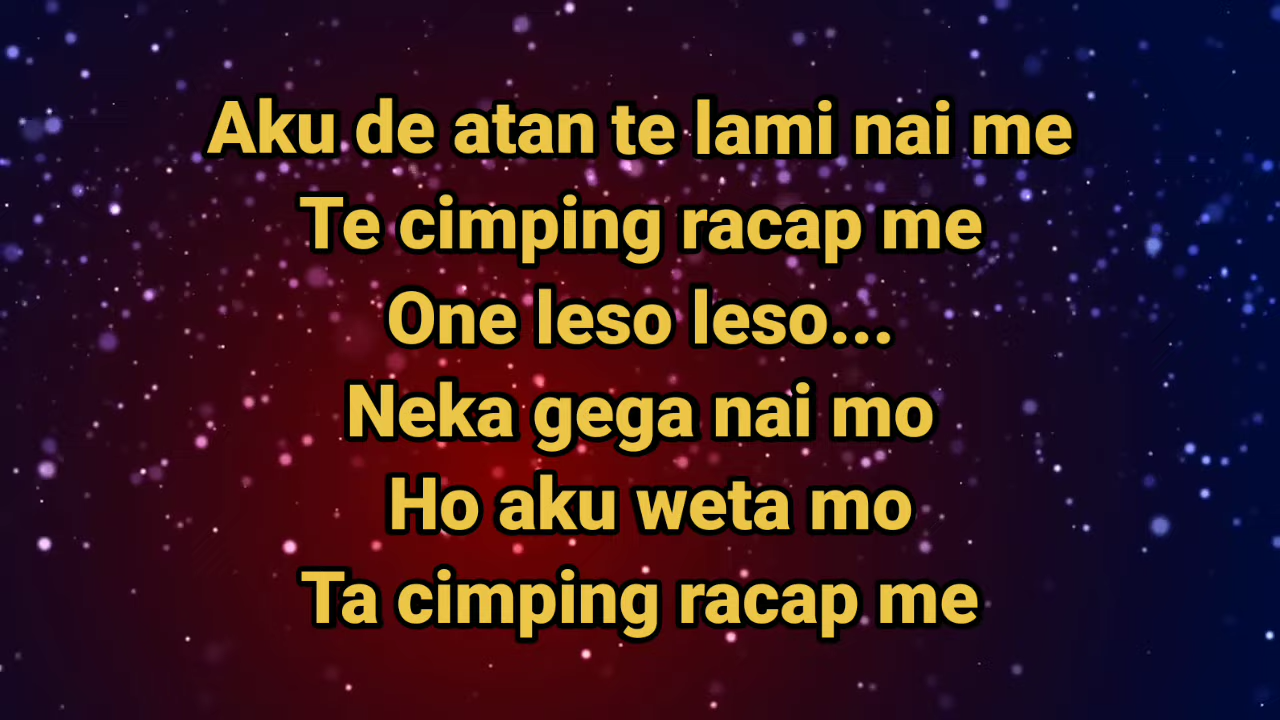 Aku de atan te lami nai me
Te cimping racap me
One leso leso...
Neka gega nai mo
Ho aku weta mo
Ta cimping racap me